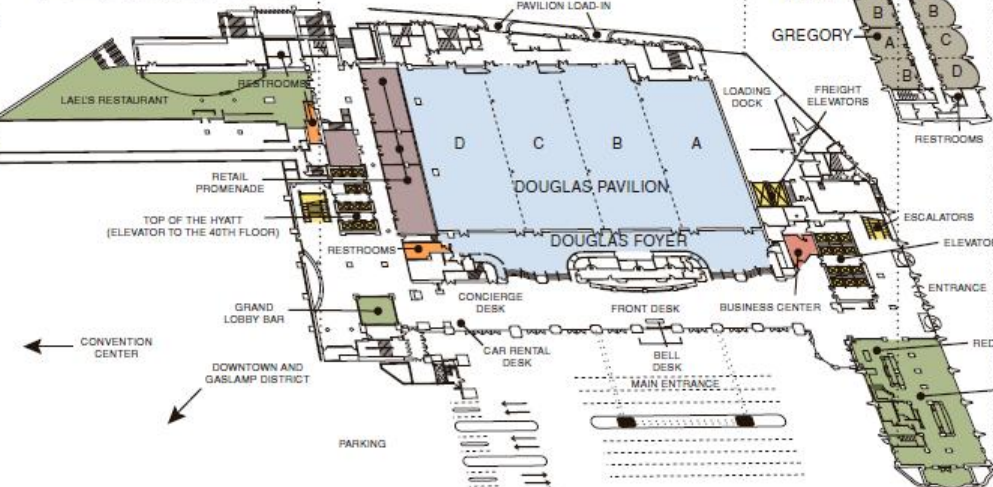 PAVILION LOAD-IN
B
B
GREGORY
A
C
B
D
RESTROOMS
LAEL'S RESTAURANT
RESTROOMS
LOADING
DOCK
FREIGHT
ELEVATORS
D
C
B
A
RETAIL
PROMENADE
DOUGLAS PAVILION
TOP OF THE HYATT
(ELEVATOR TO THE 40TH FLOOR)
ESCALATORS
RESTROOMS
DOUGLAS FOYER
ELEVATO
ENTRANCE
CONCIERGE
DESK
FRONT DESK
BUSINESS CENTER
GRAND
LOBBY BAR
CONVENTION
CENTER
CAR RENTAL
DESK
BELL
DESK
RED
DOWNTOWN AND
GASLAMP DISTRICT
MAIN ENTRANCE
PARKING